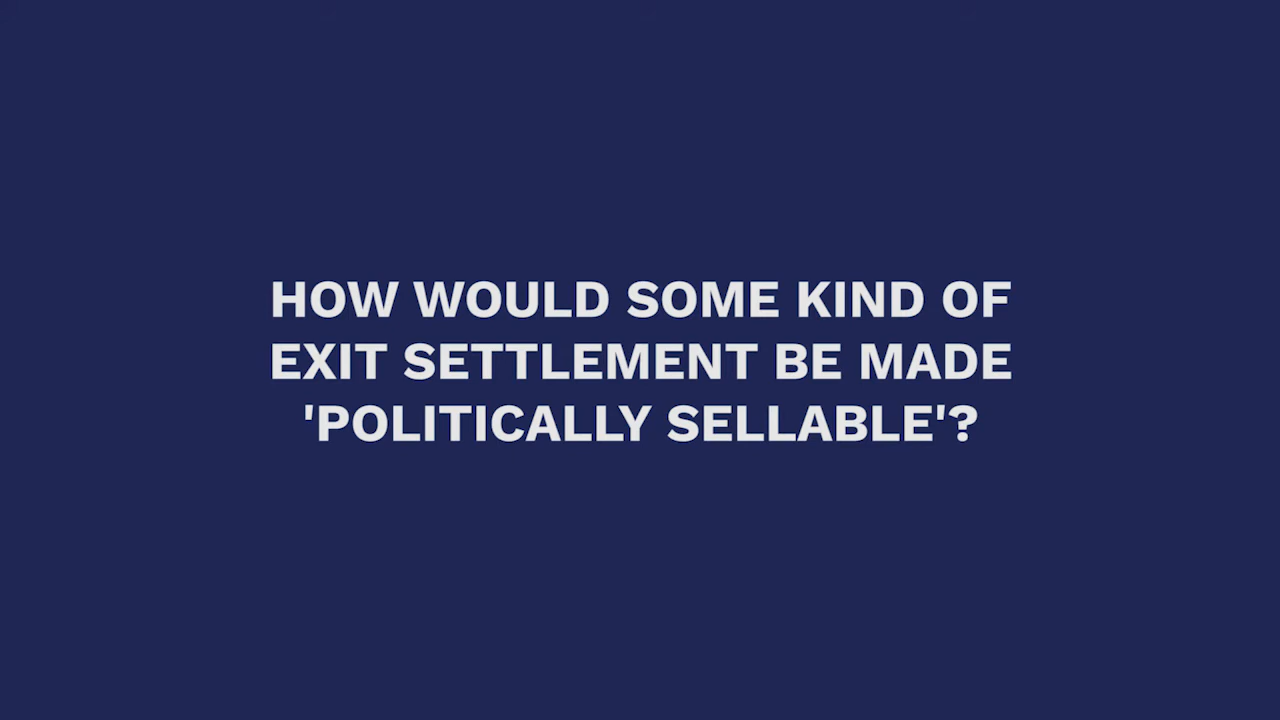 HOW WOULD SOME KIND OF
EXIT SETTLEMENT BE MADE
'POLITICALLY SELLABLE'?